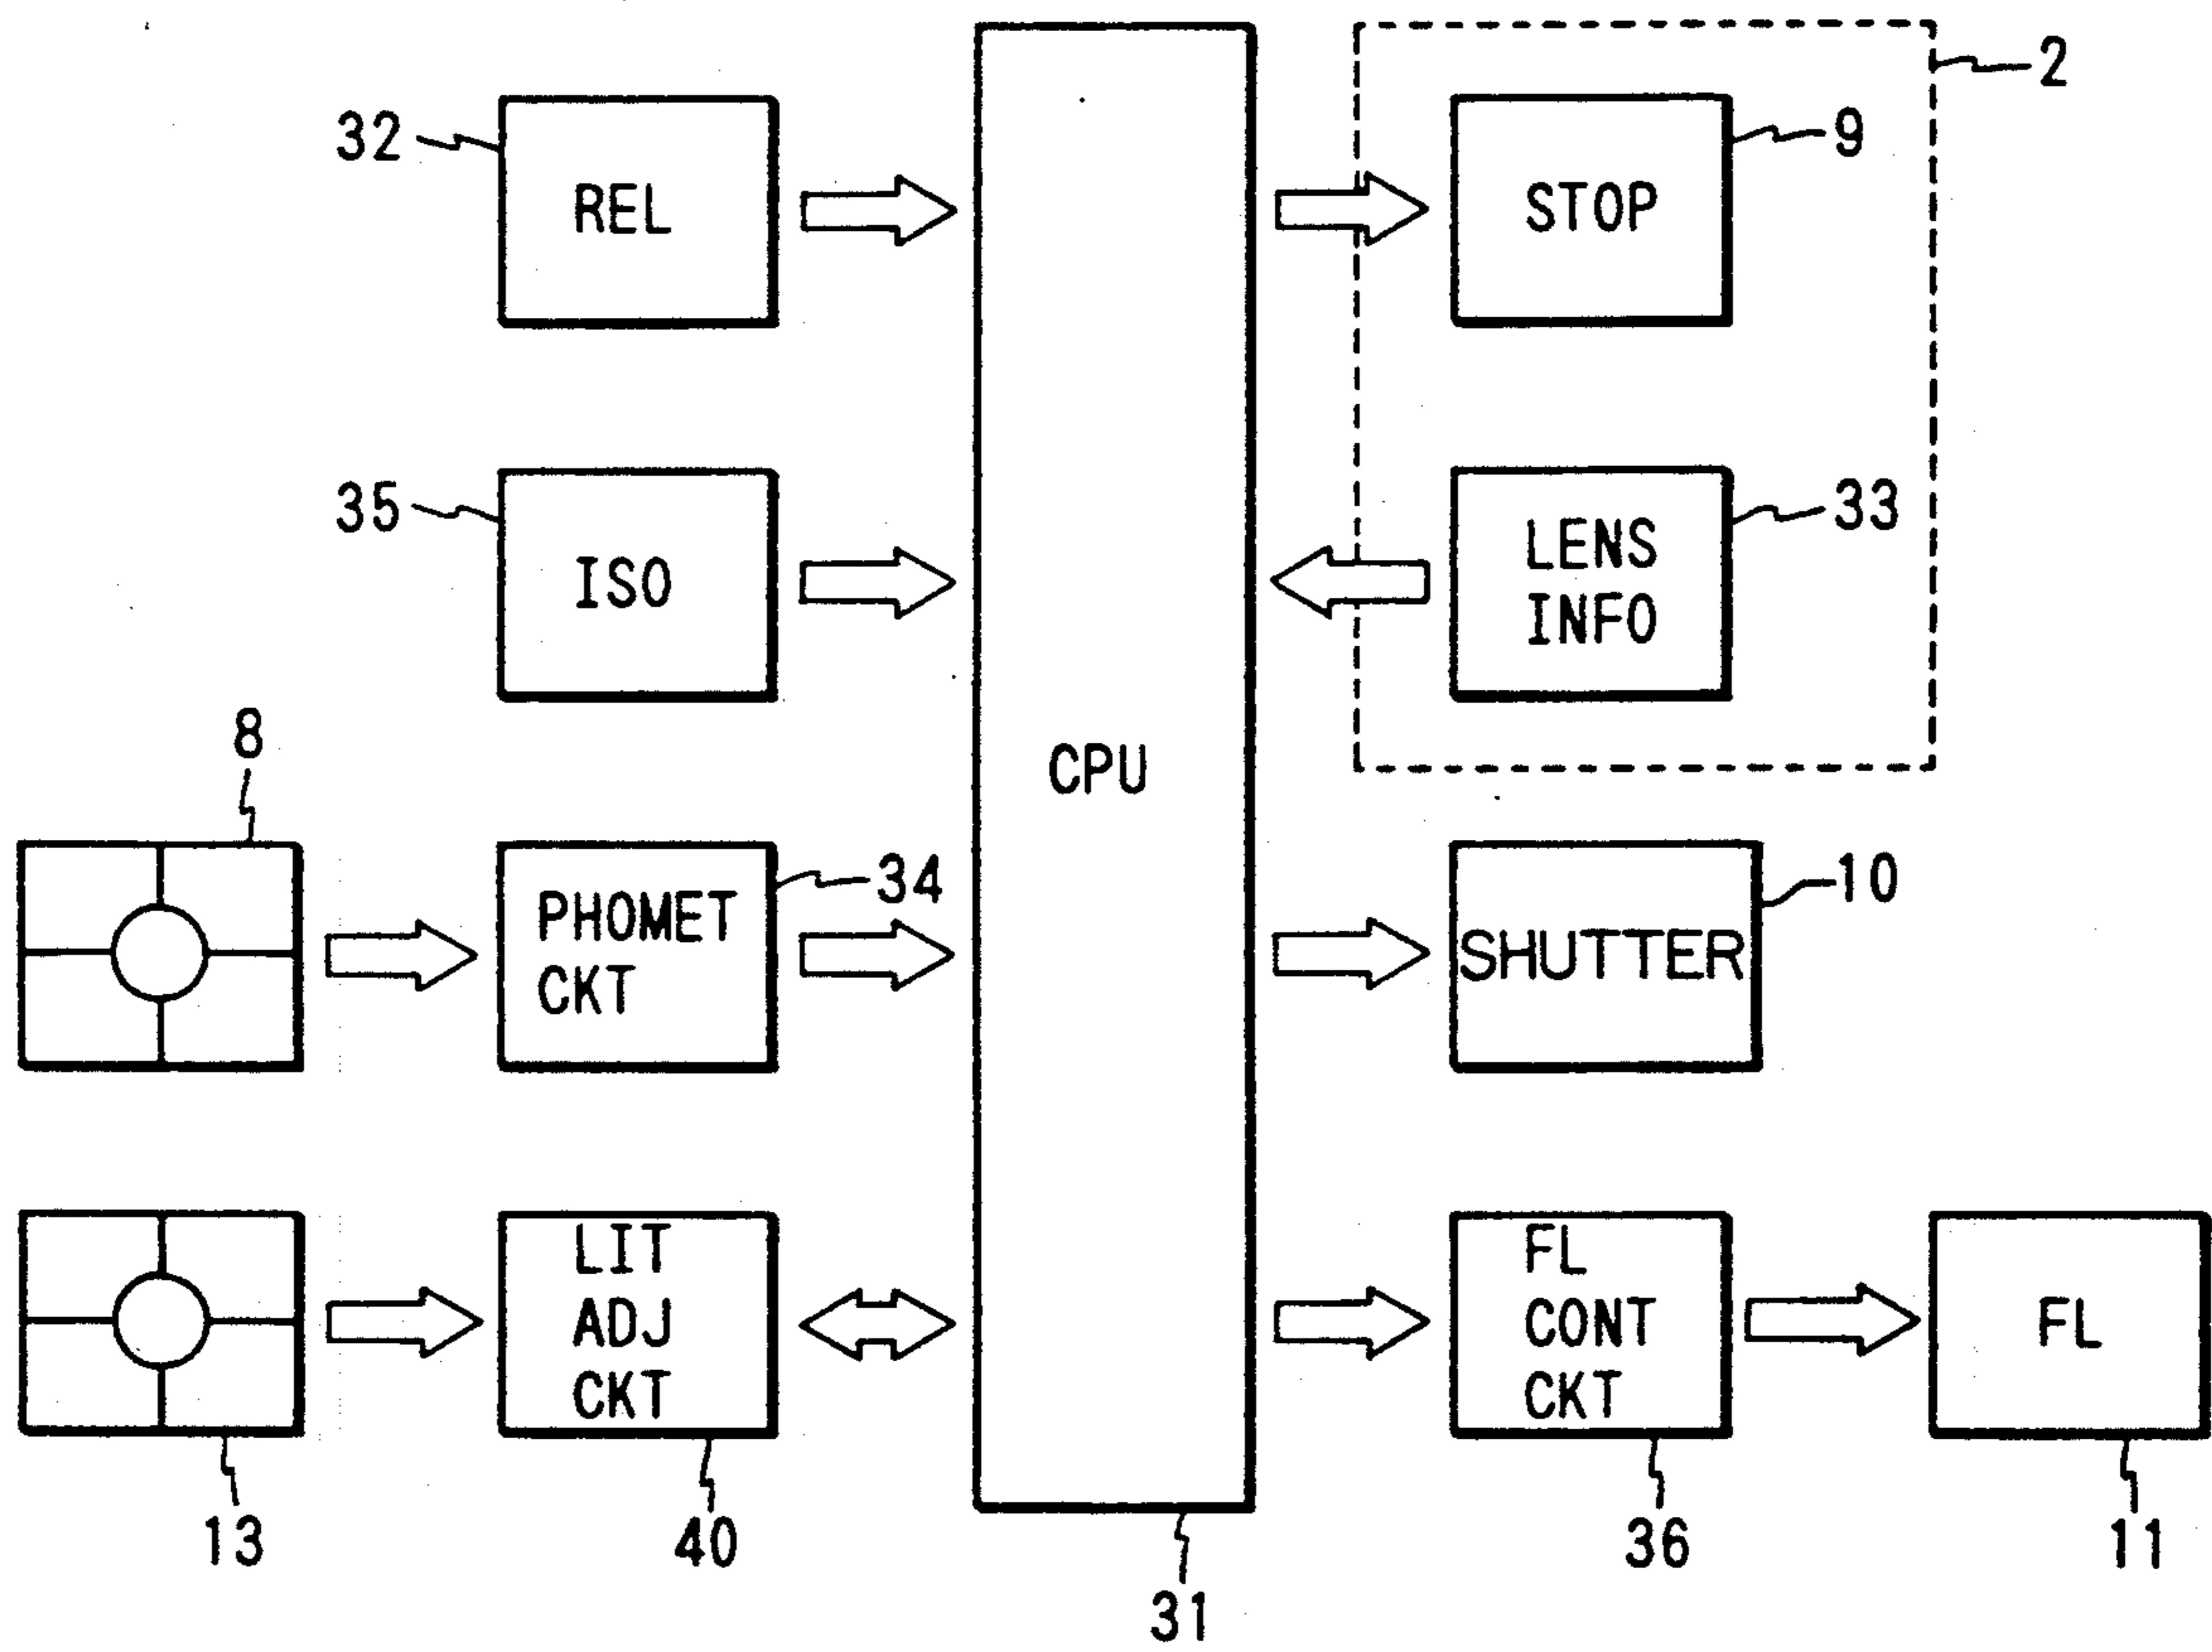 2
32
REL
STOP
9
35
ISO
LENS
INFO
33
CPU
8
PHOMET
CKT
34
SHUTTER
10
13
LIT
ADJ
CKT
40
31
FL
CONT
CKT
36
FL
11